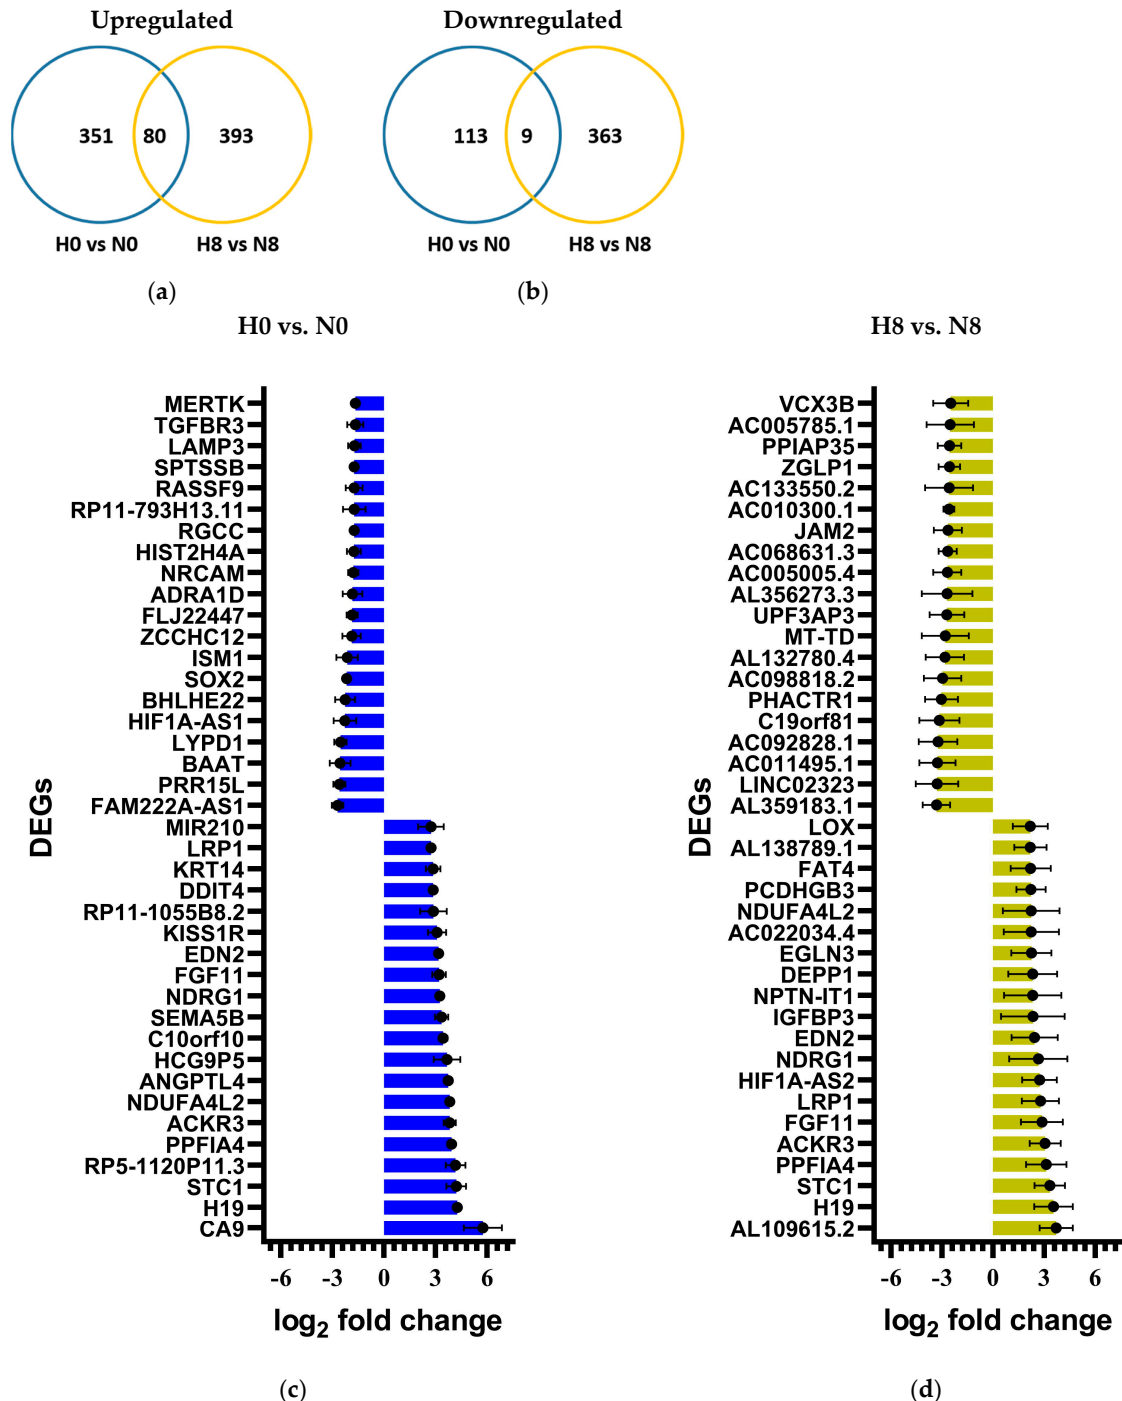 Upregulated
Downregulated
351 80 393
113 9 363
H0 vs N0
H8 vs N8
H0 vs N0
H8 vs N8
(a)
(b)
H0 vs. N0
H8 vs. N8
DEGs
MERTK
TGFBR3
LAMP3
SPTSSB
RASSF9
RP11-793H13.11
RGCC
HIST2H4A
NRCAM
ADRA1D
FLJ22447
ZCCHC12
ISM1
SOX2
BHLHE22
HIF1A-AS1
LYPD1
BAAT
PRR15L
FAM222A-AS1
MIR210
LRP1
KRT14
DDIT4
RP11-1055B8.2
KISS1R
EDN2
FGF11
NDRG1
SEMA5B
C10orf10
HCG9P5
ANGPTL4
NDUFA4L2
ACKR3
PPFIA4
RP5-1120P11.3
STC1
H19
CA9
-6 -3 0 3 6
log2 fold change
(c)
DEGs
VCX3B
AC005785.1
PPIAP35
ZGLP1
AC133550.2
AC010300.1
JAM2
AC068631.3
AC005005.4
AL356273.3
UPF3AP3
MT-TD
AL132780.4
AC098818.2
PHACTR1
C19orf81
AC092828.1
AC011495.1
LINC02323
AL359183.1
LOX
AL138789.1
FAT4
PCDHGB3
NDUFA4L2
AC022034.4
EGLN3
DEPP1
NPTN-IT1
IGFBP3
EDN2
NDRG1
HIF1A-AS2
LRP1
FGF11
ACKR3
PPFIA4
STC1
H19
AL109615.2
-6 -3 0 3 6
log2 fold change
(d)